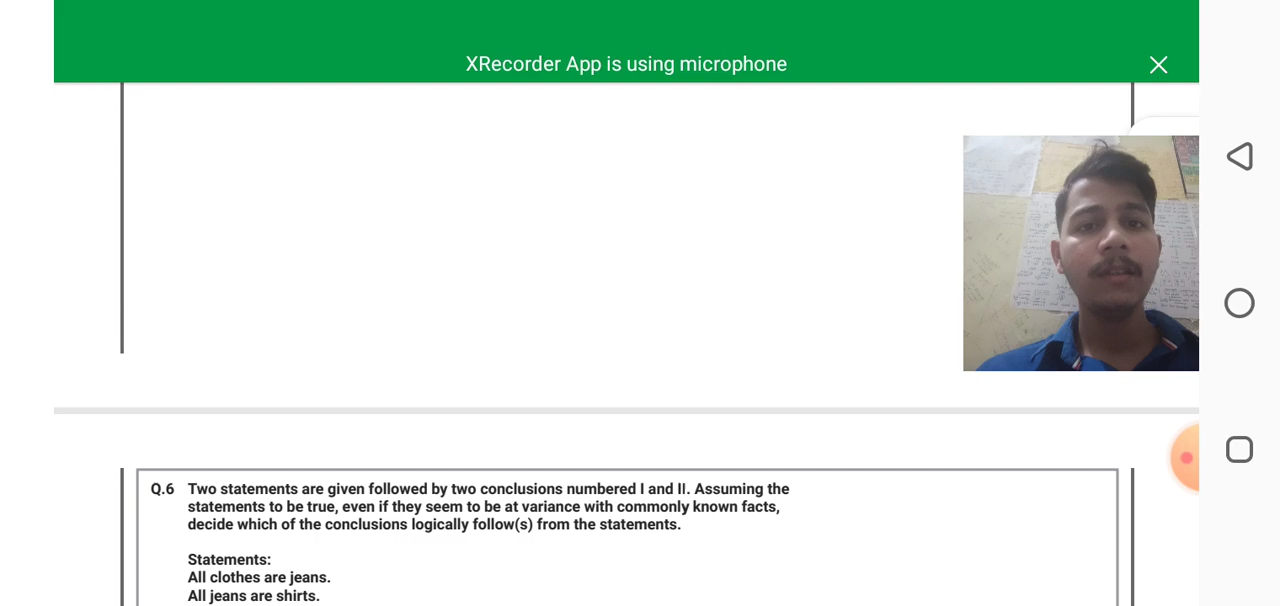 XRecorder App is using microphone
Q.6 Two statements are given followed by two conclusions numbered I and II. Assuming the
statements to be true, even if they seem to be at variance with commonly known facts,
decide which of the conclusions logically follow(s) from the statements.
Statements:
All clothes are jeans.
All jeans are shirts.